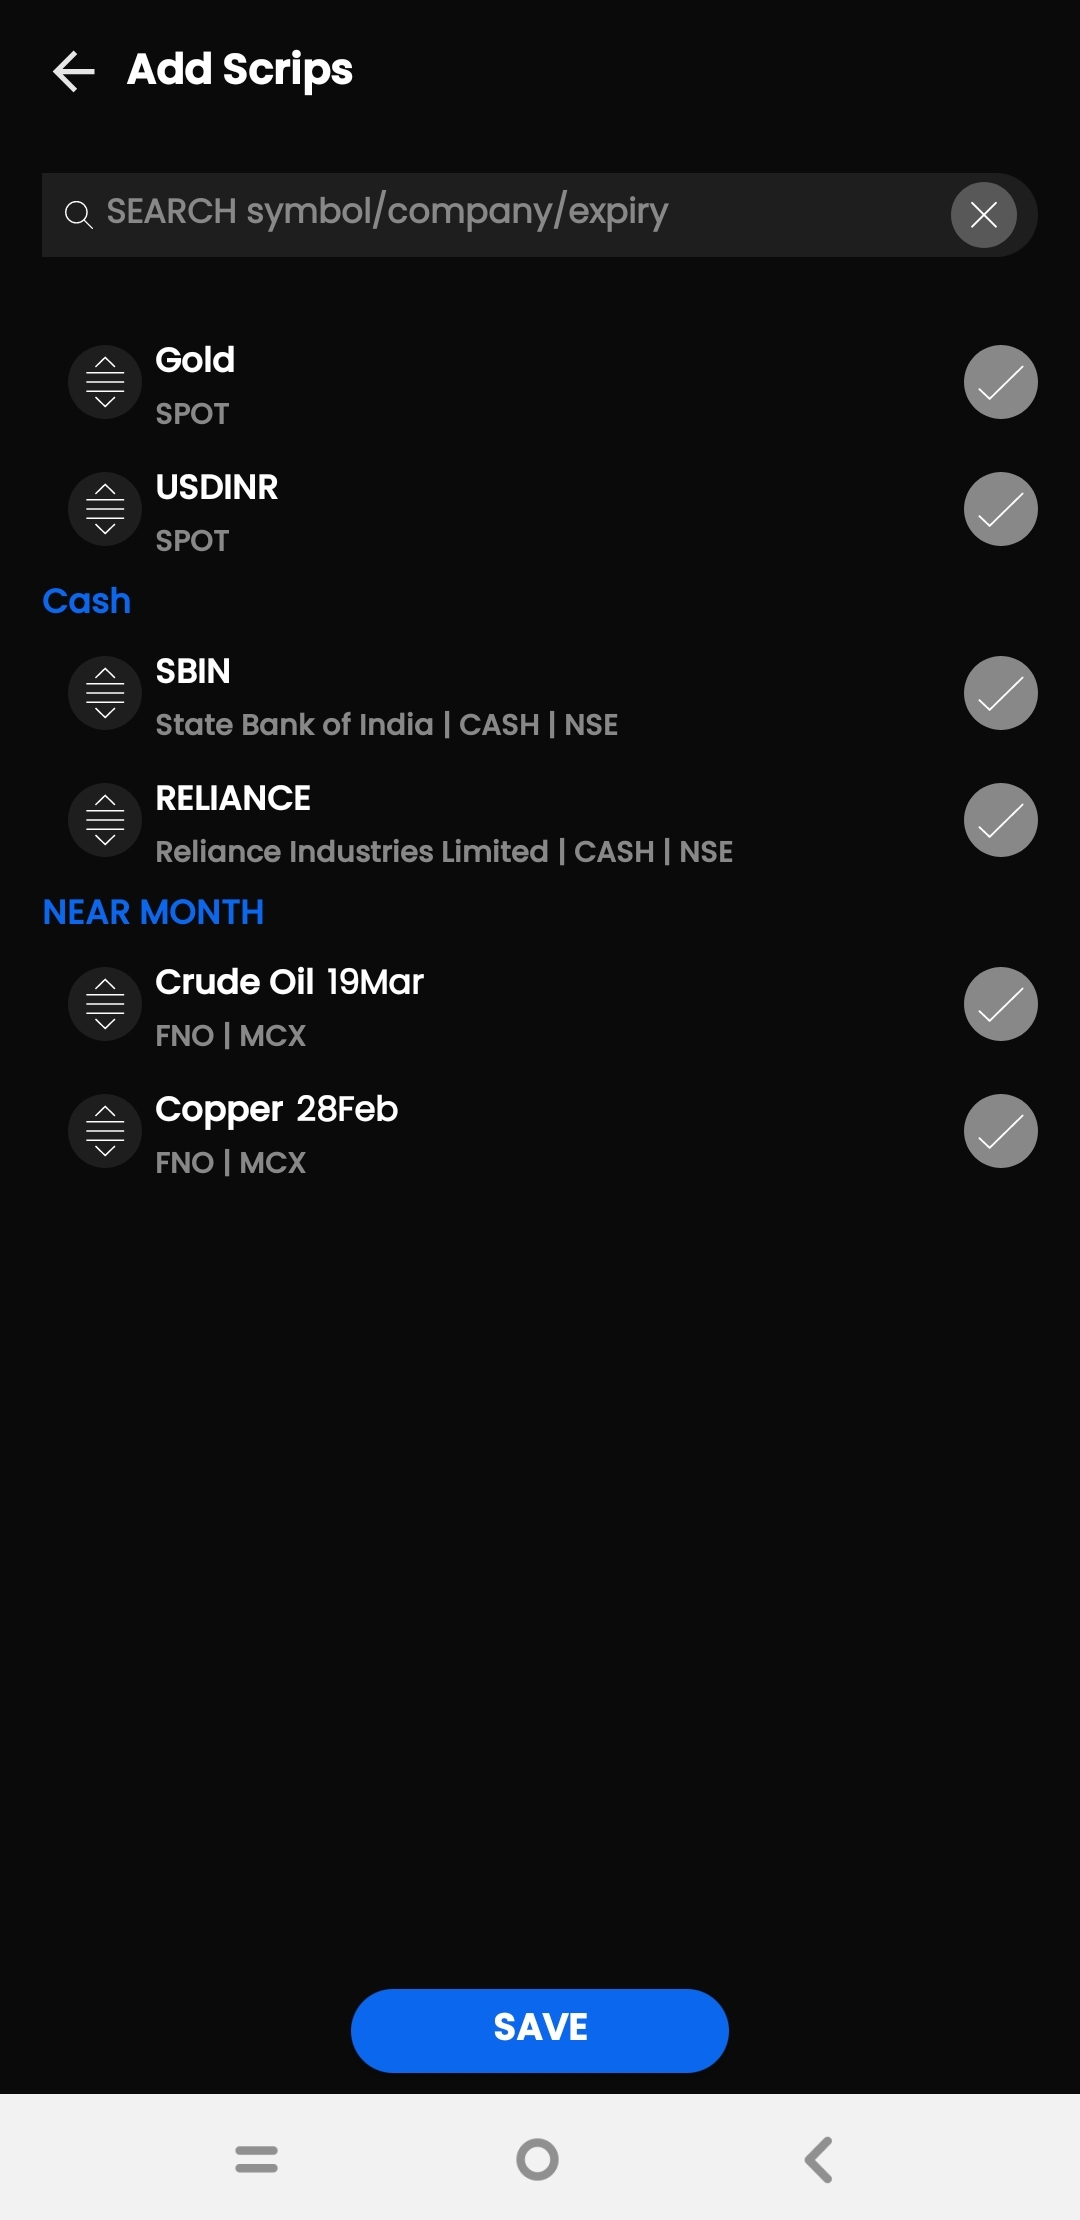 Add Scrips
SEARCH symbol/company/expiry
Gold
SPOT
USDINR
SPOT
Cash
SBIN
State Bank of India | CASH | NSE
RELIANCE
Reliance Industries Limited | CASH | NSE
NEAR MONTH
Crude Oil 19Mar
FNO | MCX
Copper 28Feb
FNO | MCX
SAVE